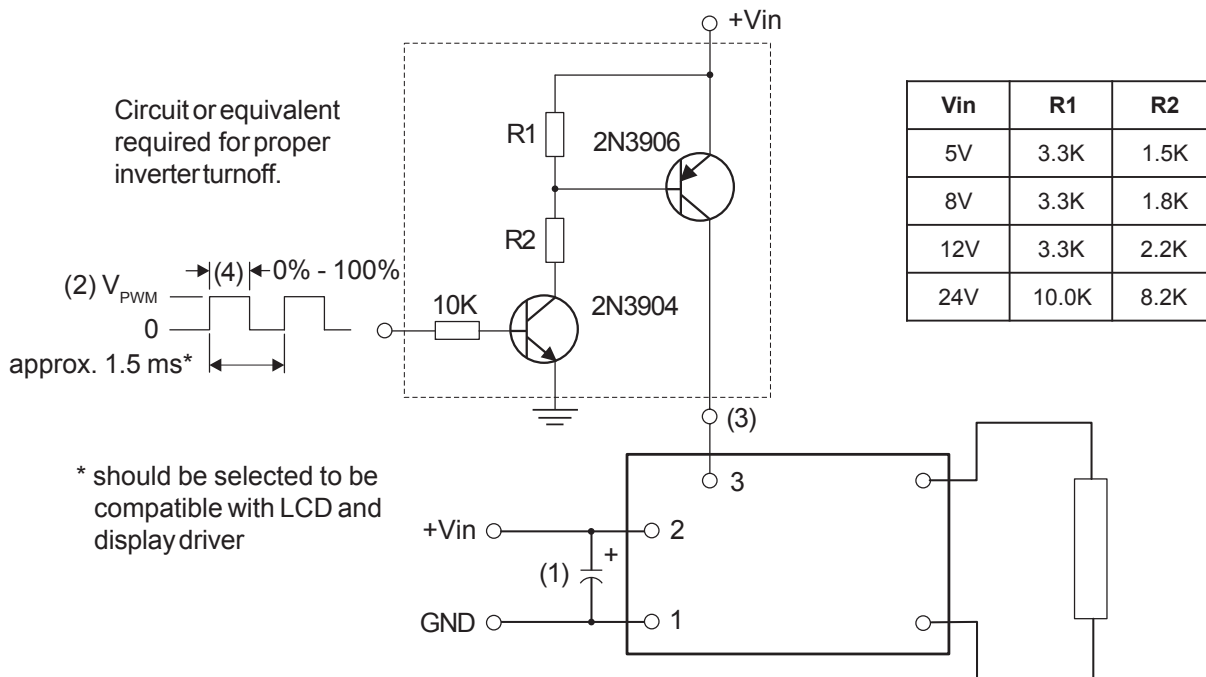 +Vin
Circuit or equivalent
required for proper
inverter turnoff.
R1
2N3906
R2
(2) VPWM
(4)
0% - 100%
0
approx. 1.5 ms*
10K
2N3904
Vin R1 R2
5V 3.3K 1.5K
8V 3.3K 1.8K
12V 3.3K 2.2K
24V 10.0K 8.2K
(3)
* should be selected to be
compatible with LCD and
display driver
3
+Vin
2
(1)
+
GND
1